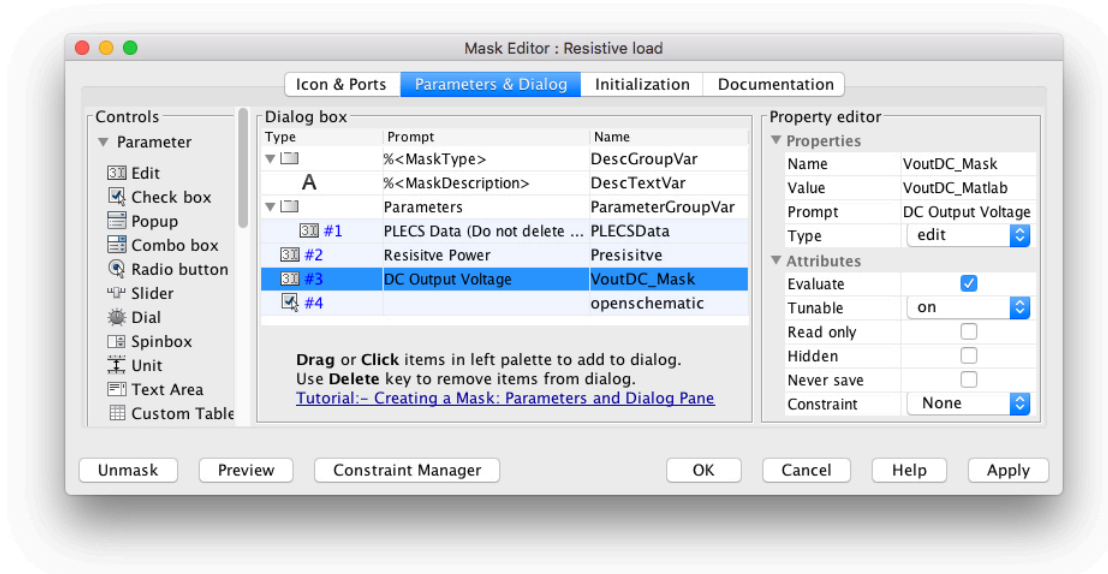 Mask Editor : Resistive load
Icon & Ports Parameters & Dialog Initialization Documentation
Controls
Parameter
Edit
Check box
Popup
Combo box
Radio button
Slider
Dial
Spinbox
Unit
Text Area
Custom Table
Dialog box
Type Prompt Name
%<MaskType> DescGroupVar
A %<MaskDescription> DescTextVar
Parameters ParameterGroupVar
#1 PLECS Data (Do not delete ... PLECSData
#2 Resisitve Power Presisitve
#3 DC Output Voltage VoutDC_Mask
#4 openschematic
Drag or Click items in left palette to add to dialog.
Use Delete key to remove items from dialog.
Tutorial:- Creating a Mask: Parameters and Dialog Pane
Property editor
Properties
Name VoutDC_Mask
Value VoutDC_Matlab
Prompt DC Output Voltage
Type edit
Attributes
Evaluate
Tunable on
Read only
Hidden
Never save
Constraint None
Unmask Preview Constraint Manager OK Cancel Help Apply